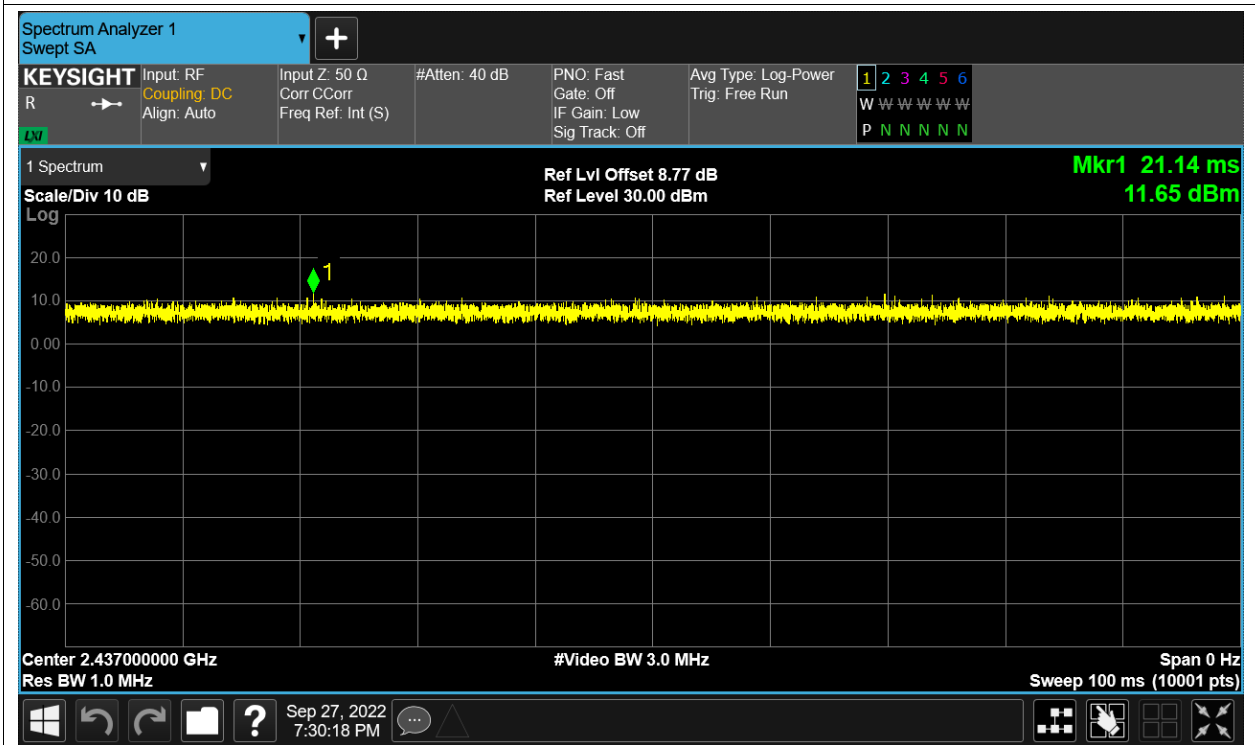 Spectrum Analyzer 1
Swept SA
KEYSIGHT
R
LXI
Input: RF
Coupling: DC
Align: Auto
Input Z: 50 Ω
Corr CCorr
Freq Ref: Int (S)
#Atten: 40 dB
PNO: Fast
Gate: Off
IF Gain: Low
Sig Track: Off
Avg Type: Log-Power
Trig: Free Run
1 2 3 4 5 6
W W W W W W
P N N N N N
1 Spectrum
Scale/Div 10 dB
Ref Lvl Offset 8.77 dB
Ref Level 30.00 dBm
Mkr1 21.14 ms
11.65 dBm
Log
20.0
1
10.0
0.00
-10.0
-20.0
-30.0
-40.0
-50.0
-60.0
Center 2.437000000 GHz
Res BW 1.0 MHz
#Video BW 3.0 MHz
Span 0 Hz
Sweep 100 ms (10001 pts)
?
Sep 27, 2022
7:30:18 PM